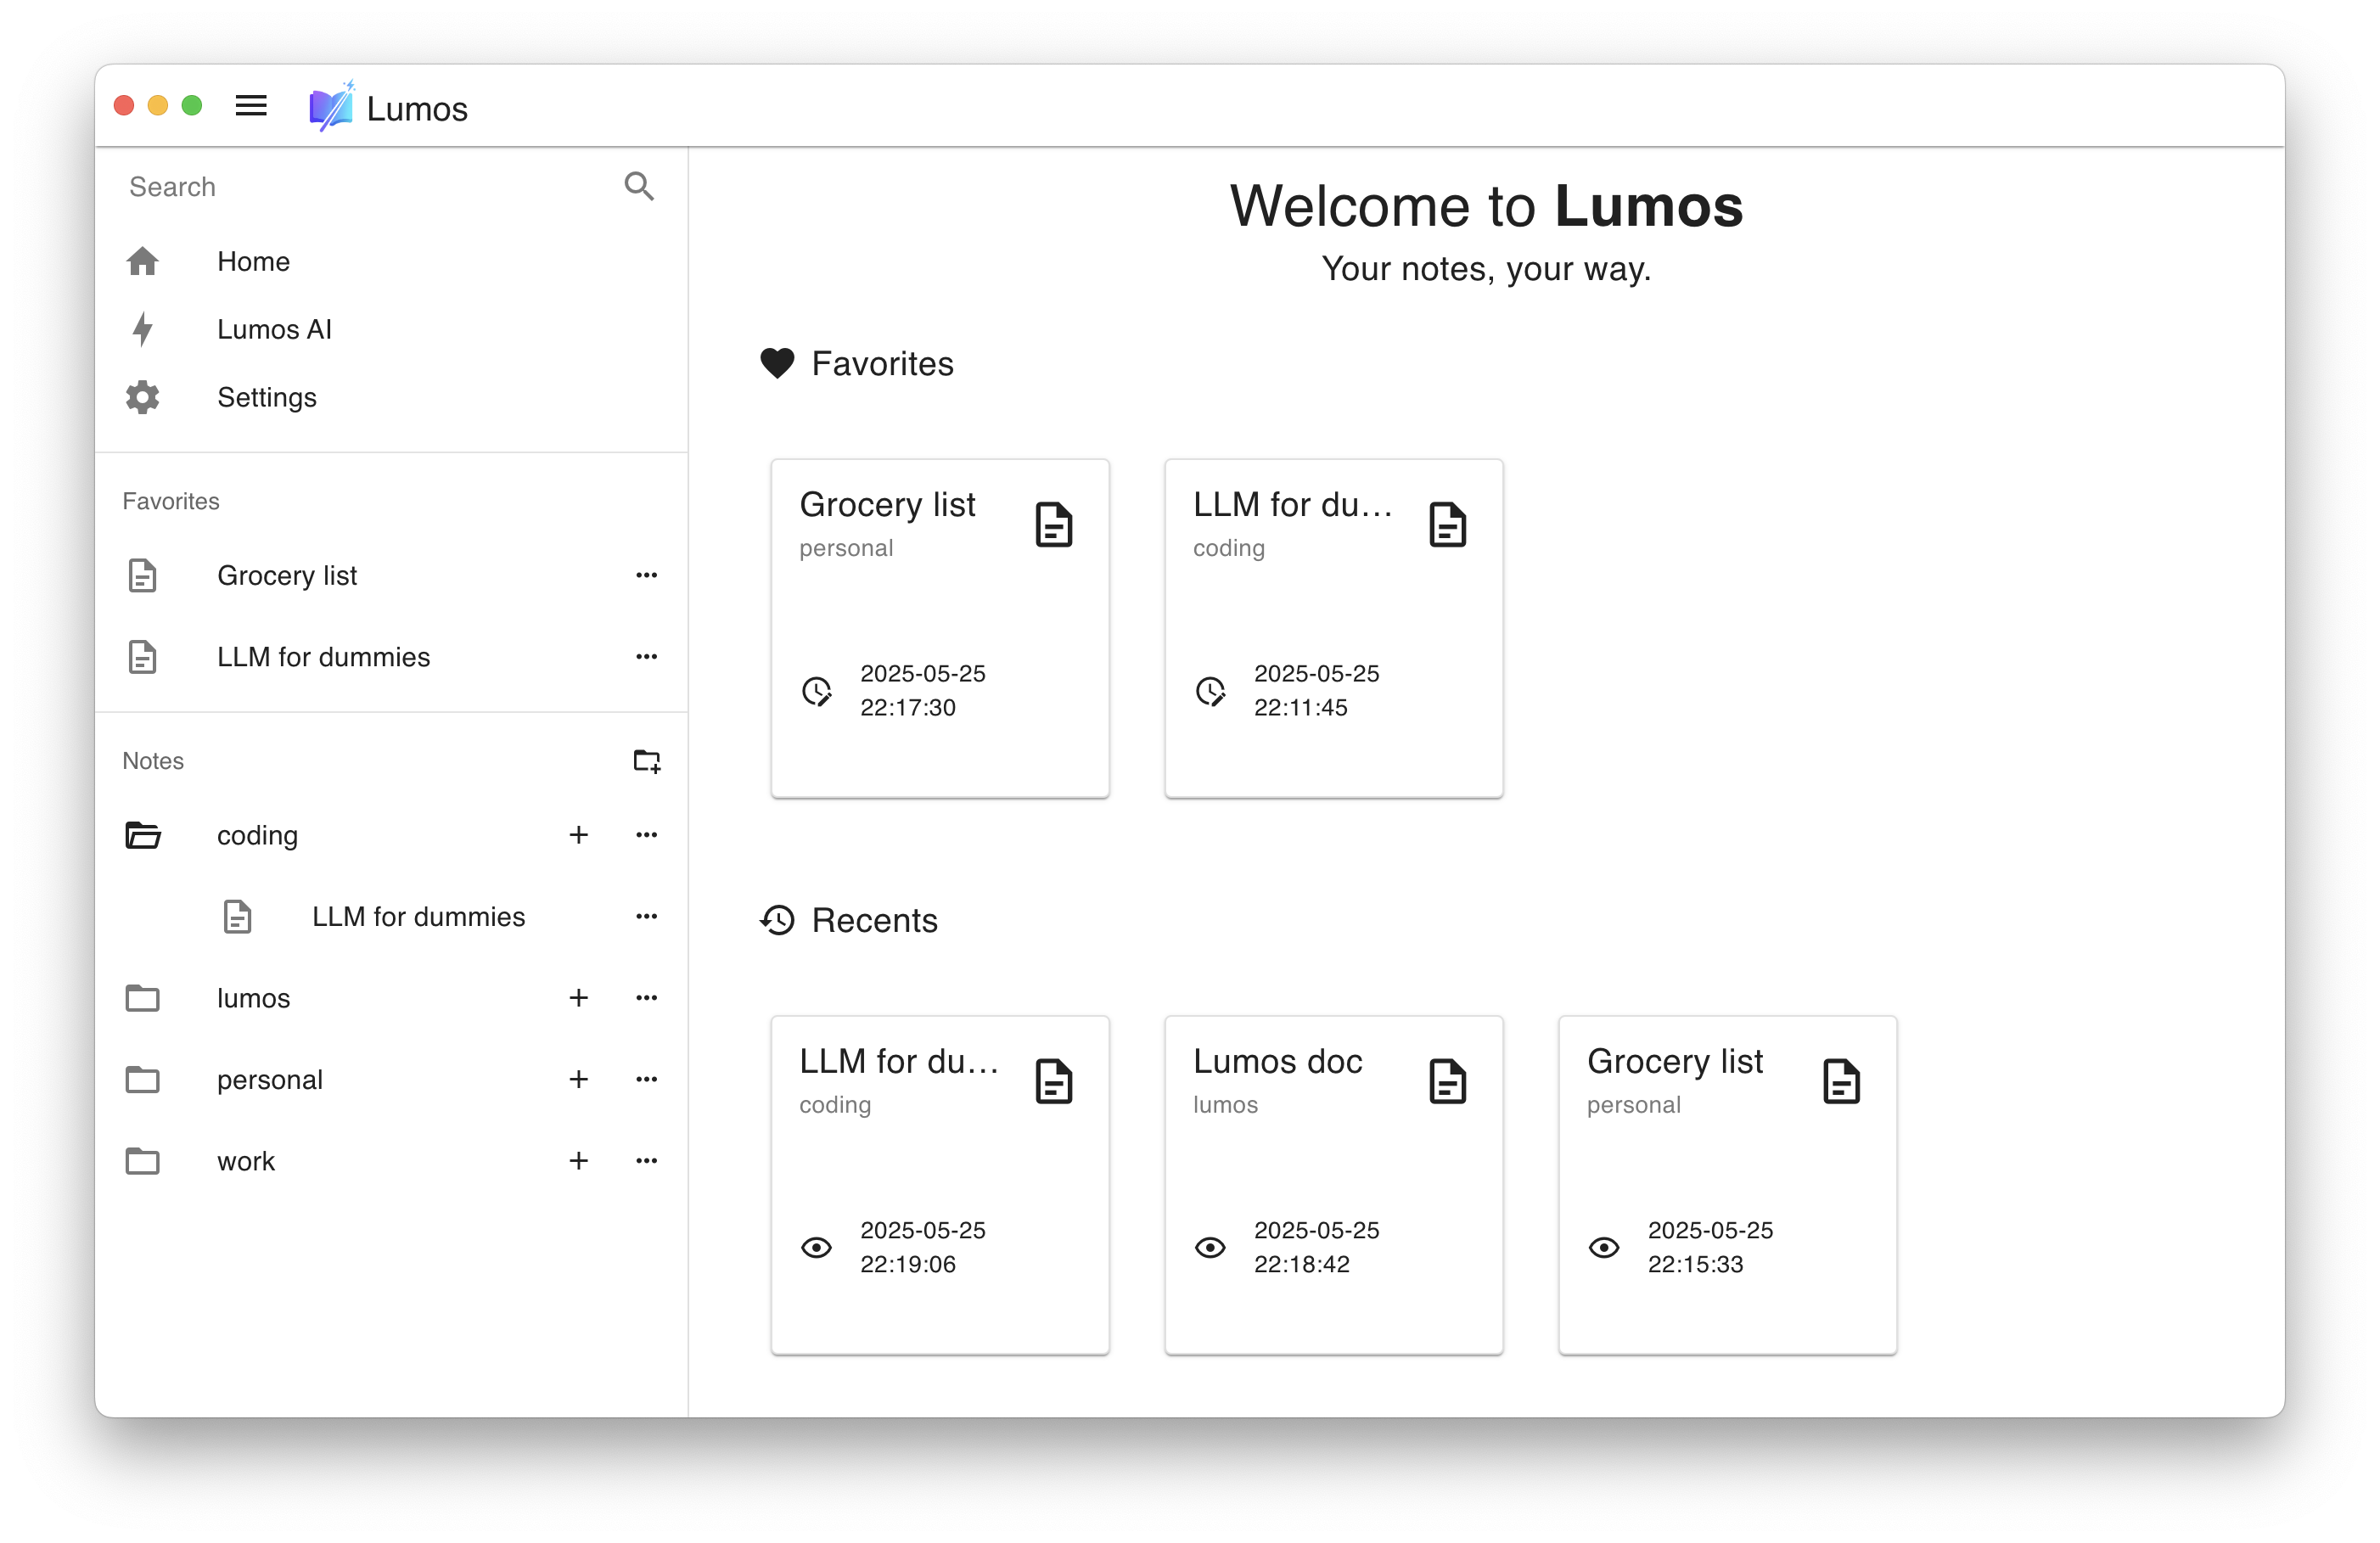 Lumos
Search
Home
Lumos AI
Settings
Favorites
Grocery list
LLM for dummies
Notes
coding
LLM for dummies
lumos
personal
work
Welcome to Lumos
Your notes, your way.
Favorites
Grocery list
personal
2025-05-25
22:17:30
LLM for du...
coding
2025-05-25
22:11:45
Recents
LLM for du...
coding
2025-05-25
22:19:06
Lumos doc
lumos
2025-05-25
22:18:42
Grocery list
personal
2025-05-25
22:15:33